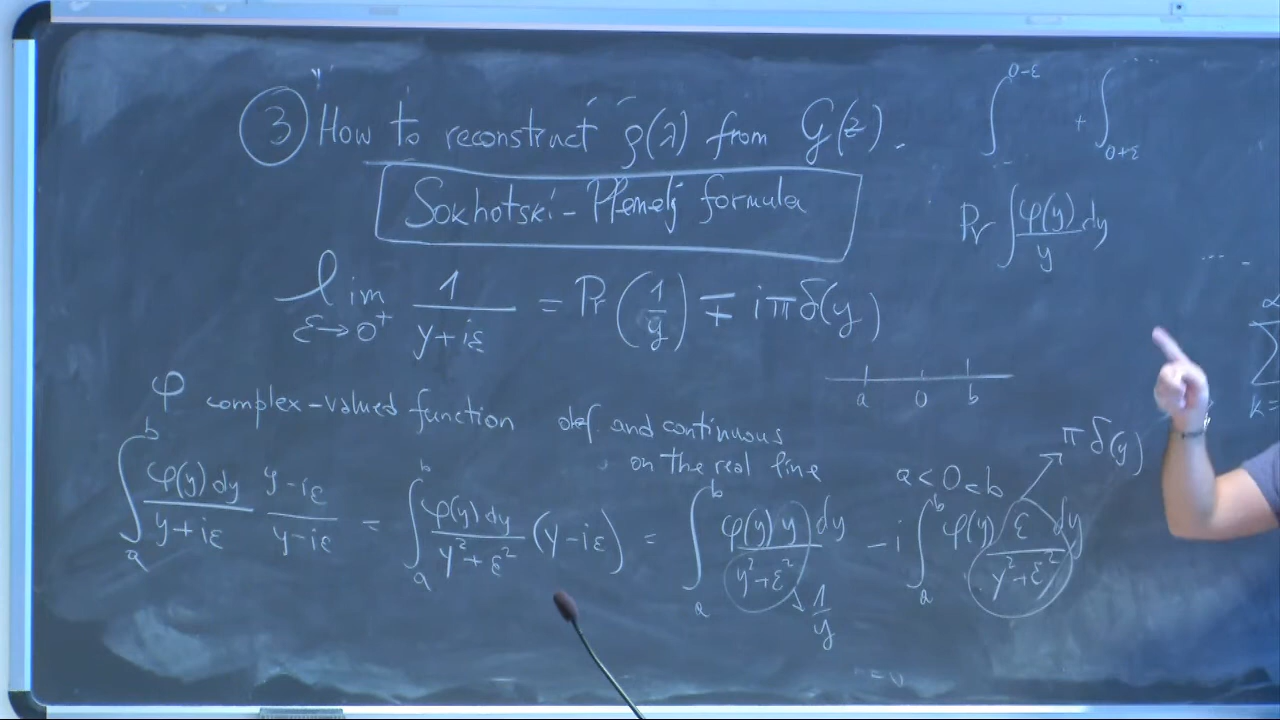 ③ How to reconstruct ρ(λ) from G(z).
Sokhotski-Plemelj formula
lim ε→0⁺ 1/(y+iε) = Pr(1/y) ∓ iπδ(y)
φ complex-valued function def. and continuous
on the real line
a 0 b
a<0<b
∫_a^b φ(y)dy/(y+iε) (y-iε)/(y-iε) = ∫_a^b φ(y)dy/(y²+ε²) (y-iε) = ∫_a^b φ(y)y/(y²+ε²) dy - i∫_a^b φ(y) ε/(y²+ε²) dy
1/y
πδ(y)
∫_{...}^{0-ε} + ∫_{0+ε}^{...}
Pr ∫ φ(y)/y dy